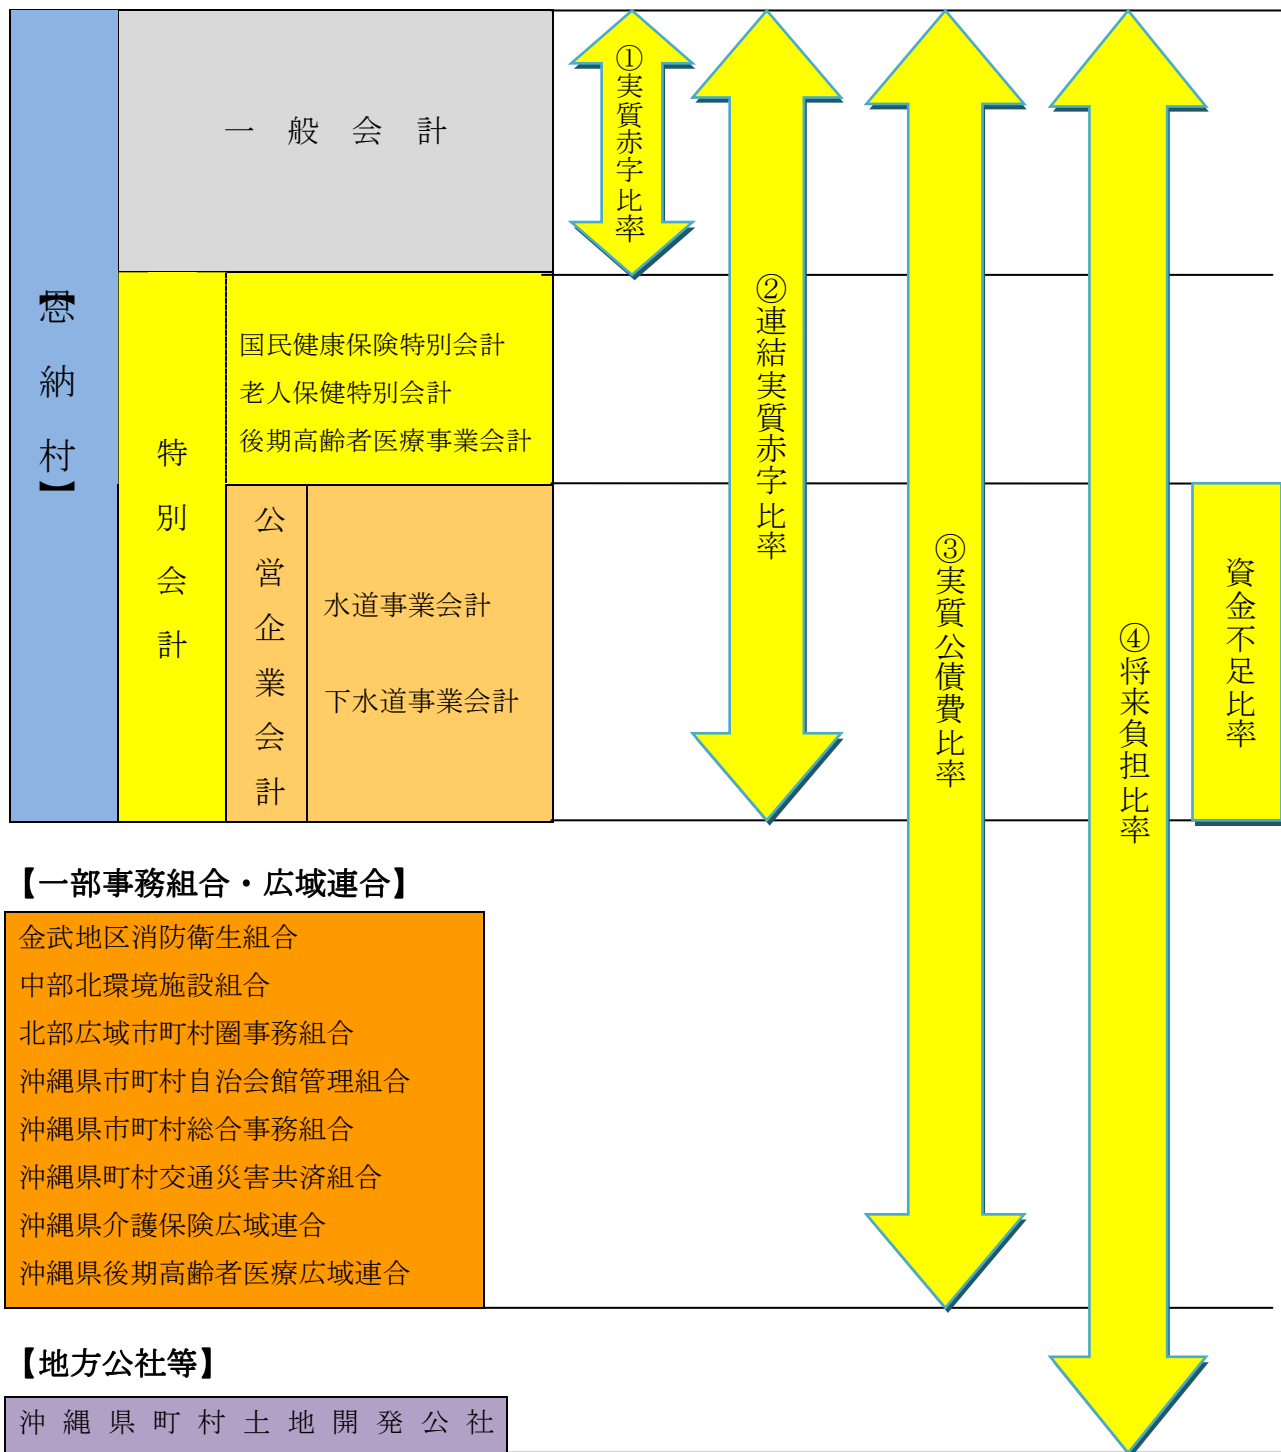 【恩納村】
一般会計
特別会計
国民健康保険特別会計
老人保健特別会計
後期高齢者医療事業会計
公営企業会計
水道事業会計
下水道事業会計
①実質赤字比率
②連結実質赤字比率
③実質公債費比率
④将来負担比率
資金不足比率
【一部事務組合・広域連合】
金武地区消防衛生組合
中部北環境施設組合
北部広域市町村圏事務組合
沖縄県市町村自治会館管理組合
沖縄県市町村総合事務組合
沖縄県町村交通災害共済組合
沖縄県介護保険広域連合
沖縄県後期高齢者医療広域連合
【地方公社等】
沖縄県町村土地開発公社